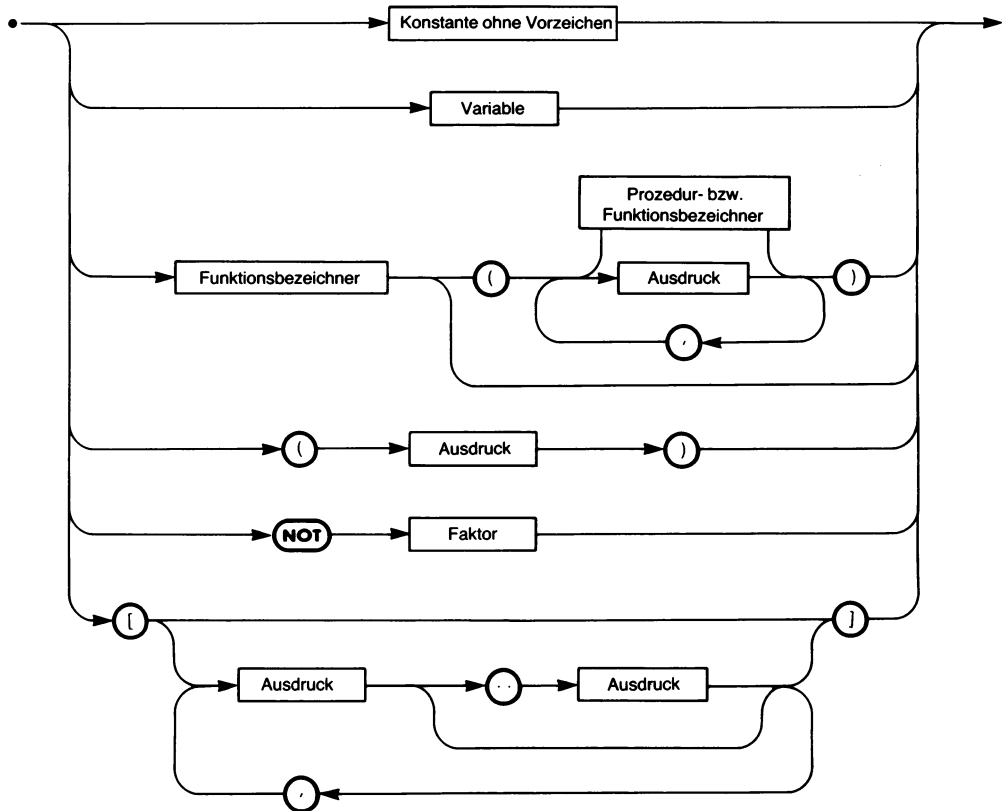 Konstante ohne Vorzeichen
Variable
Prozedur- bzw.
Funktionsbezeichner
Funktionsbezeichner ( Ausdruck )
,
( Ausdruck )
NOT Faktor
[ ]
Ausdruck .. Ausdruck
,